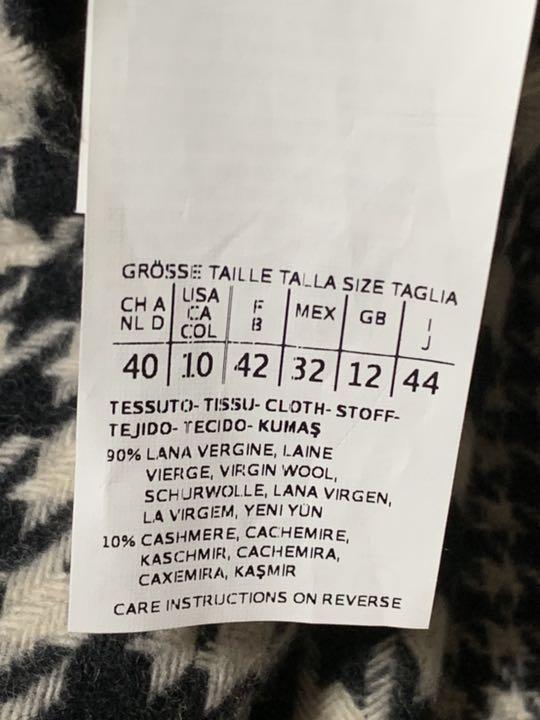 GRÖSSE TAILLE TALLA SIZE TAGLIA
CH A USA F MEX GB I
NL D CA B J
COL
40 10 42 32 12 44
TESSUTO- TISSU- CLOTH- STOFF-
TEJIDO- TECIDO- KUMAŞ
90% LANA VERGINE, LAINE
VIERGE, VIRGIN WOOL,
SCHURWOLLE, LANA VIRGEN,
LA VIRGEM, YENI YÜN
10% CASHMERE, CACHEMIRE,
KASCHMIR, CACHEMIRA,
CAXEMIRA, KAŞMIR
CARE INSTRUCTIONS ON REVERSE